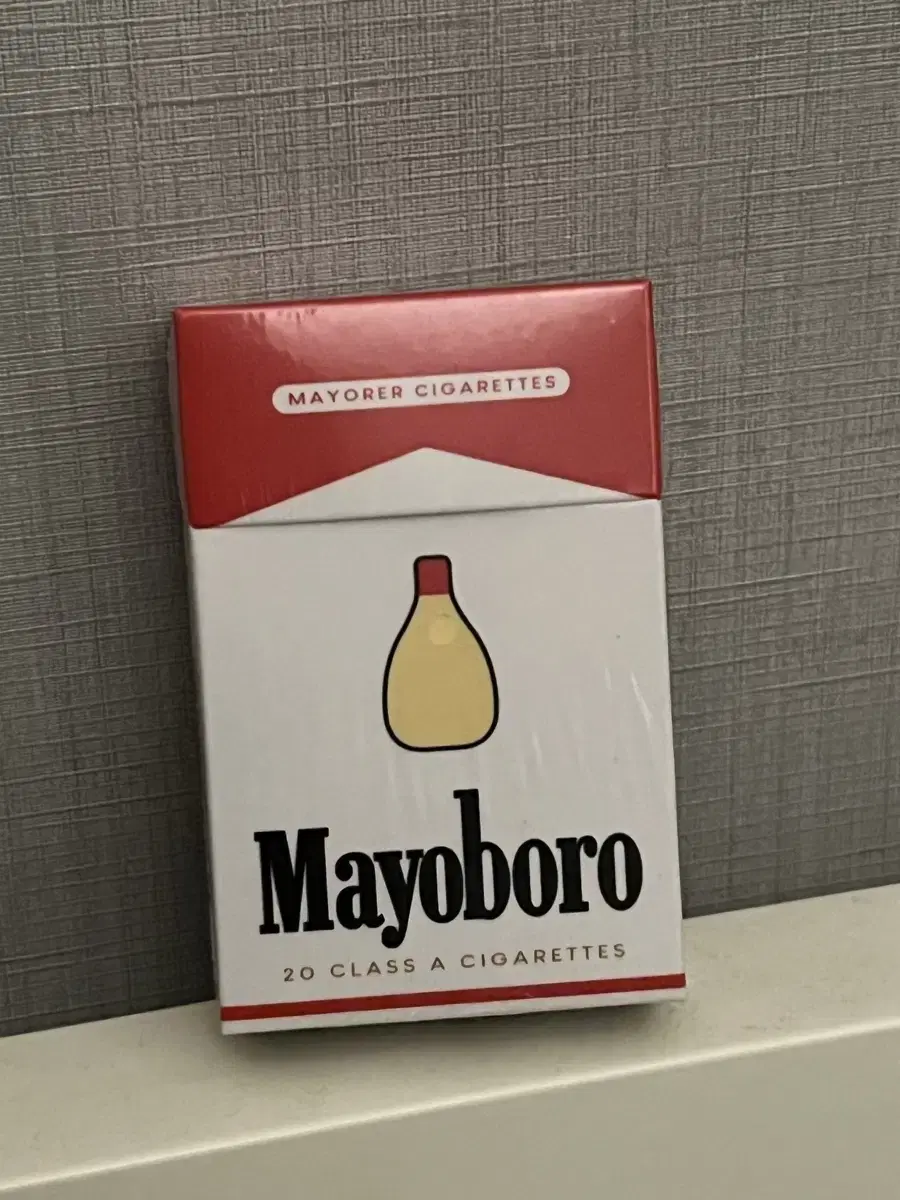 MAYORER CIGARETTES
Mayoboro
20 CLASS A CIGARETTES